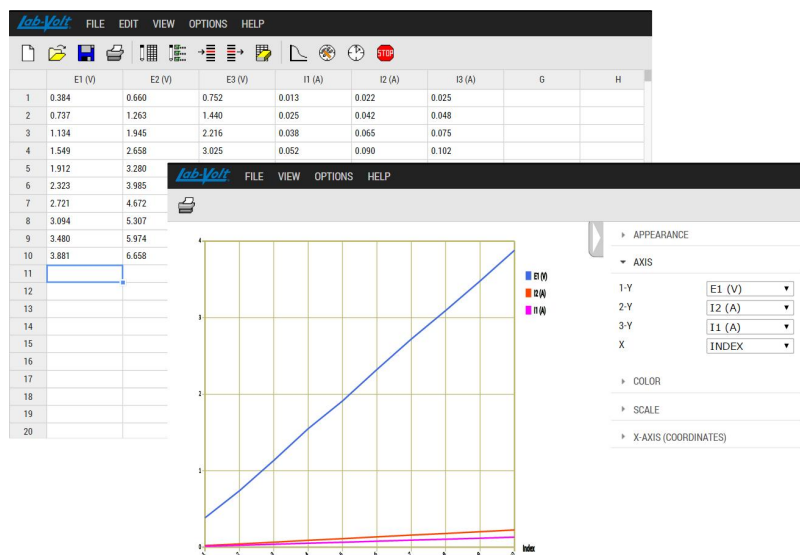 Lab-Volt FILE EDIT VIEW OPTIONS HELP
STOP
E1 (V) E2 (V) E3 (V) I1 (A) I2 (A) I3 (A) G H
1 0.384 0.660 0.752 0.013 0.022 0.025
2 0.737 1.263 1.440 0.025 0.042 0.048
3 1.134 1.945 2.216 0.038 0.065 0.075
4 1.549 2.658 3.025 0.052 0.090 0.102
5 1.912 3.280
6 2.323 3.985
7 2.721 4.672
8 3.094 5.307
9 3.480 5.974
10 3.881 6.658
11
12
13
14
15
16
17
18
19
20
Lab-Volt FILE VIEW OPTIONS HELP
4
3
2
1
0
Index
E1 (V)
I2 (A)
I1 (A)
APPEARANCE
AXIS
1-Y E1 (V)
2-Y I2 (A)
3-Y I1 (A)
X INDEX
COLOR
SCALE
X-AXIS (COORDINATES)